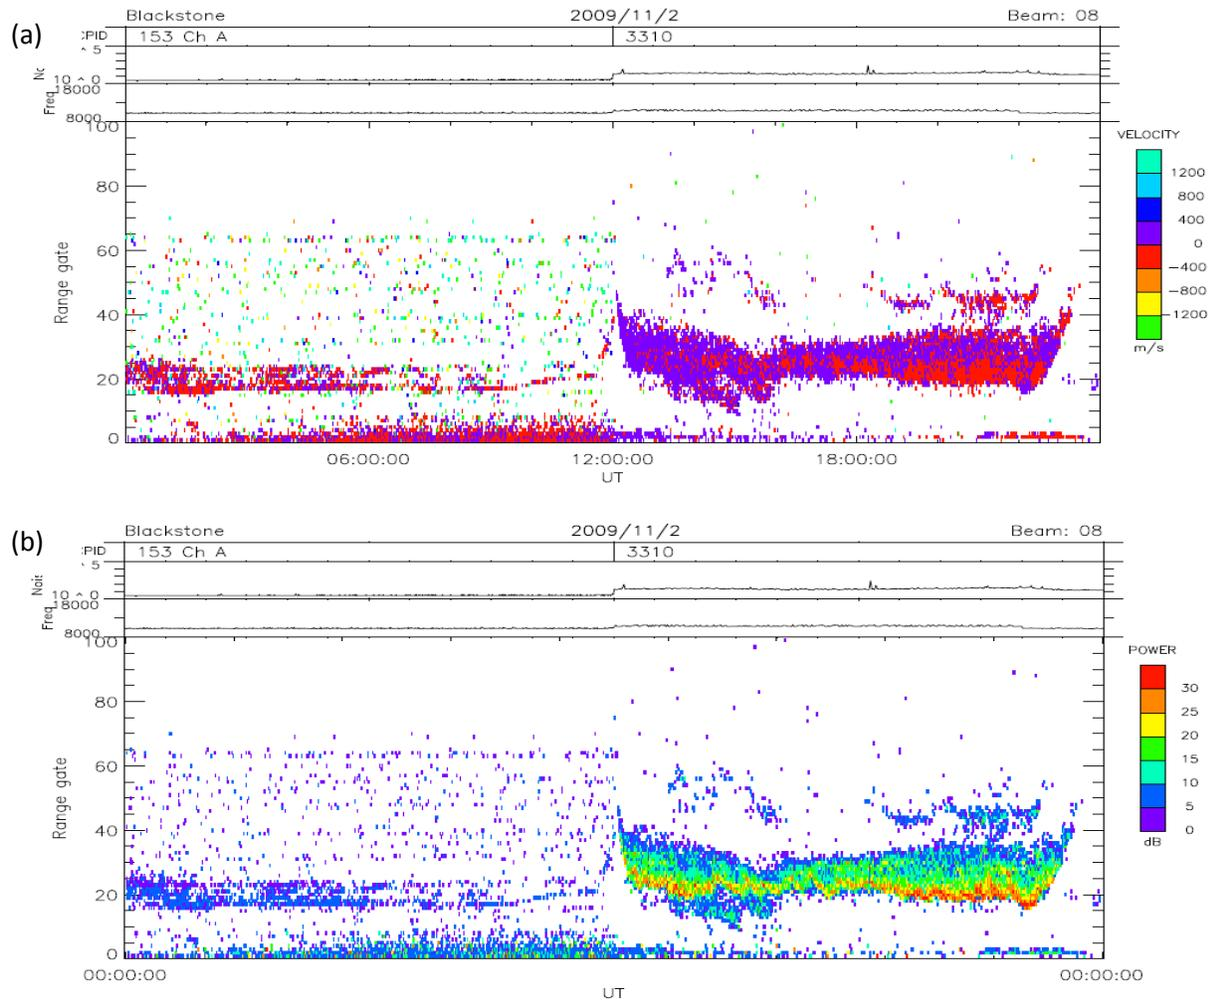 (a)
Blackstone 2009/11/2 Beam: 08
:PID 153 Ch A 3310
^ 5
10 ^ 0
18000
Freq
8000
100
80
60
40
20
0
Range gate
06:00:00 12:00:00 18:00:00
UT
VELOCITY
1200
800
400
0
-400
-800
-1200
m/s
(b)
Blackstone 2009/11/2 Beam: 08
:PID 153 Ch A 3310
^ 5
10 ^ 0
18000
Freq
8000
100
80
60
40
20
0
Range gate
00:00:00 00:00:00
UT
POWER
30
25
20
15
10
5
0
dB